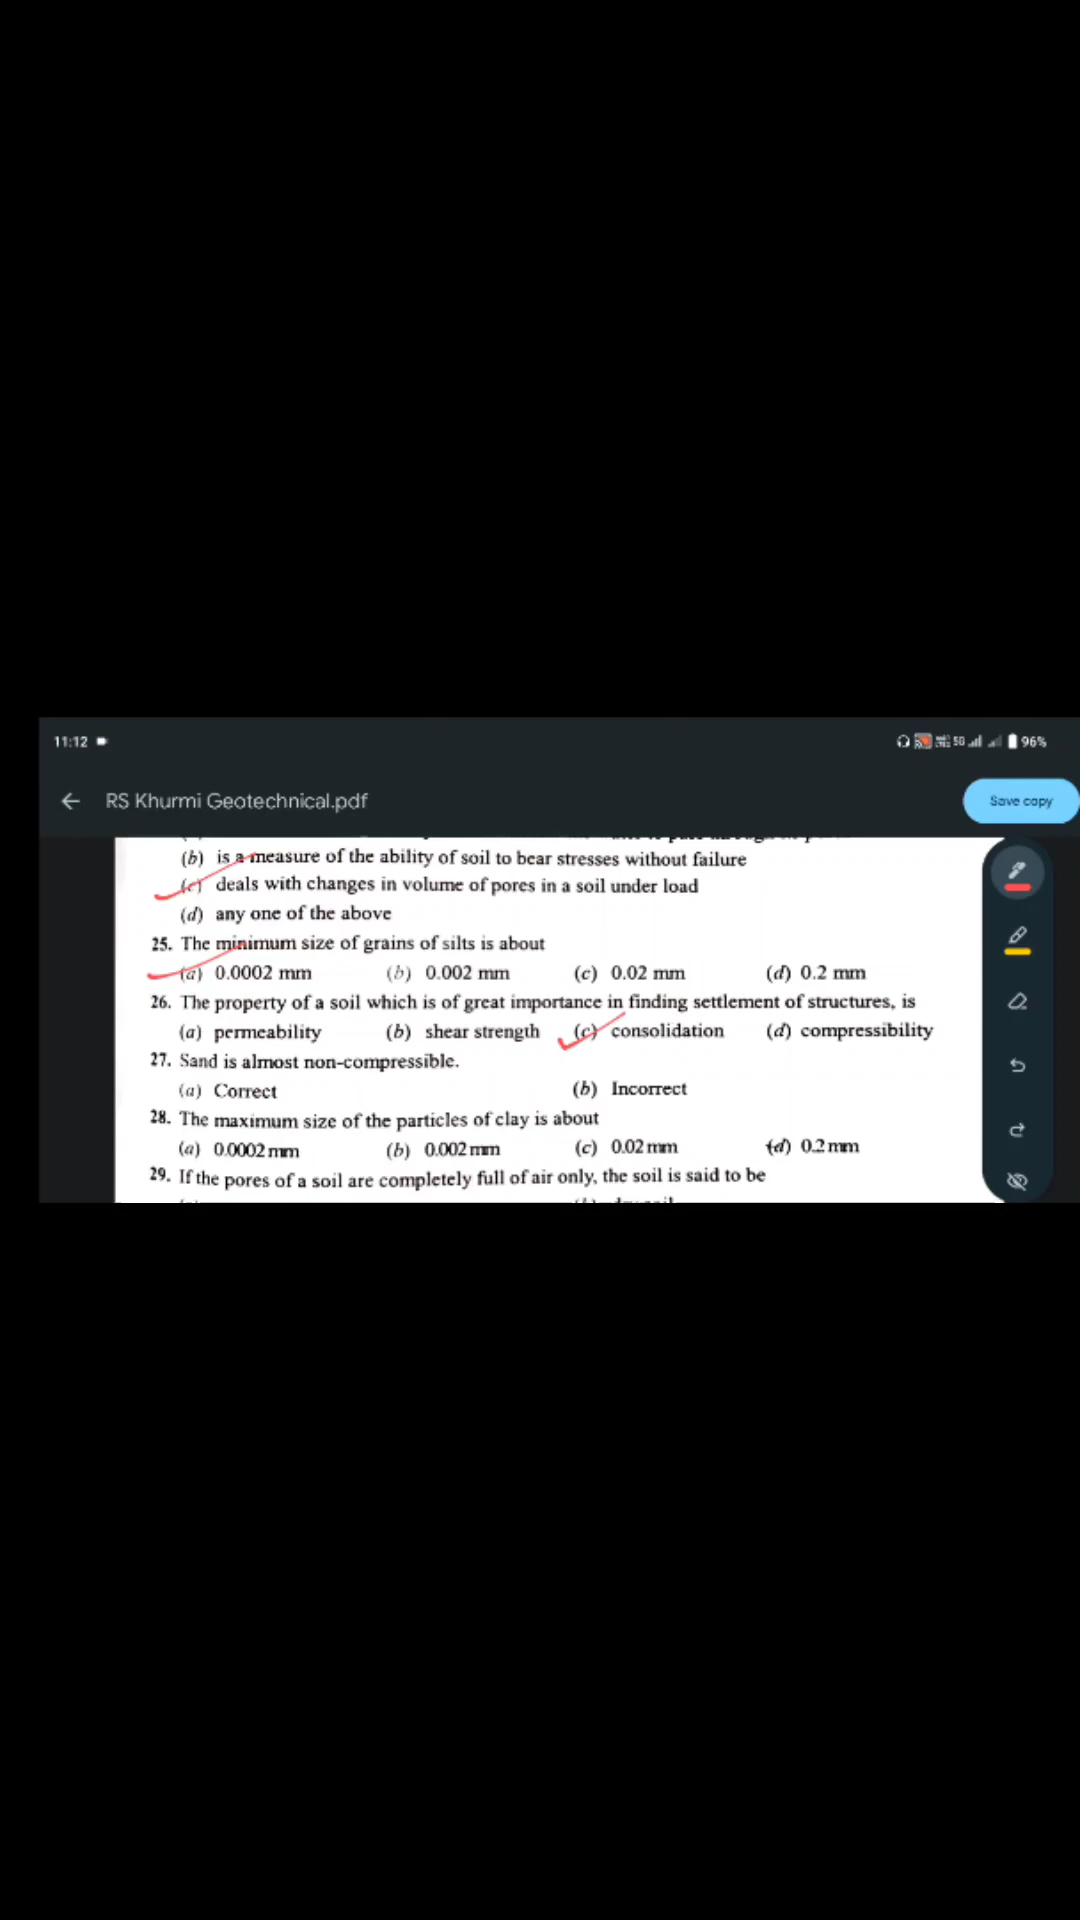 11:12
5G 96%
RS Khurmi Geotechnical.pdf
Save copy
(b) is a measure of the ability of soil to bear stresses without failure
(c) deals with changes in volume of pores in a soil under load
(d) any one of the above
25. The minimum size of grains of silts is about
(a) 0.0002 mm (b) 0.002 mm (c) 0.02 mm (d) 0.2 mm
26. The property of a soil which is of great importance in finding settlement of structures, is
(a) permeability (b) shear strength (c) consolidation (d) compressibility
27. Sand is almost non-compressible.
(a) Correct (b) Incorrect
28. The maximum size of the particles of clay is about
(a) 0.0002 mm (b) 0.002 mm (c) 0.02 mm (d) 0.2 mm
29. If the pores of a soil are completely full of air only, the soil is said to be